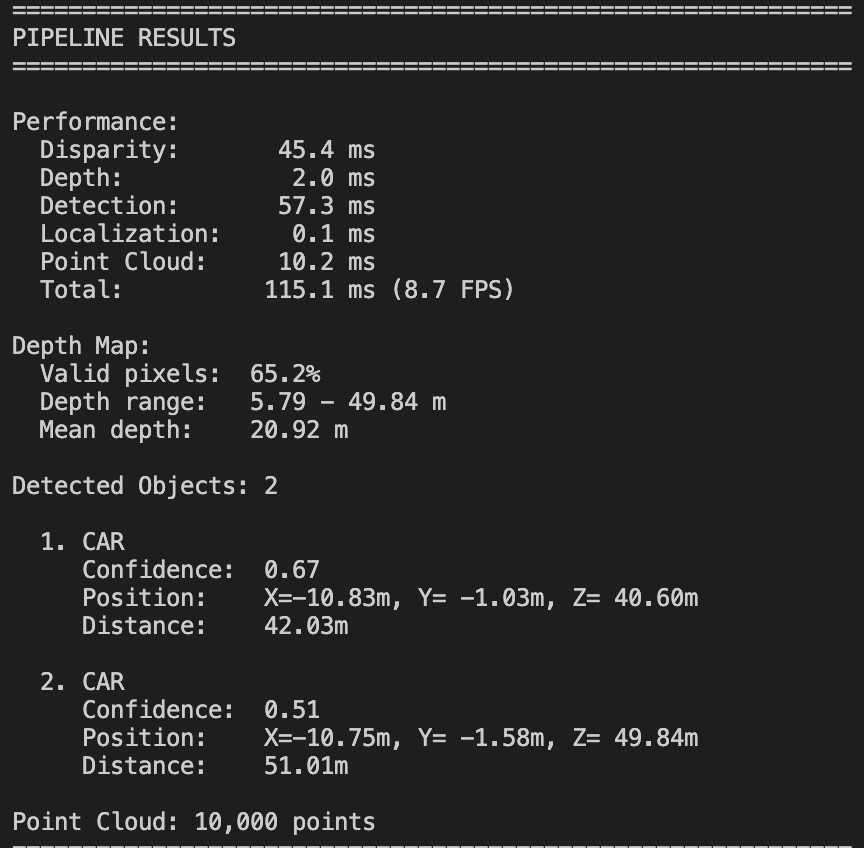 ============================================================
PIPELINE RESULTS
============================================================
Performance:
  Disparity:       45.4 ms
  Depth:            2.0 ms
  Detection:       57.3 ms
  Localization:     0.1 ms
  Point Cloud:     10.2 ms
  Total:          115.1 ms (8.7 FPS)
Depth Map:
  Valid pixels:  65.2%
  Depth range:   5.79 - 49.84 m
  Mean depth:    20.92 m
Detected Objects: 2
  1. CAR
     Confidence:  0.67
     Position:    X=-10.83m, Y= -1.03m, Z= 40.60m
     Distance:    42.03m
  2. CAR
     Confidence:  0.51
     Position:    X=-10.75m, Y= -1.58m, Z= 49.84m
     Distance:    51.01m
Point Cloud: 10,000 points
============================================================